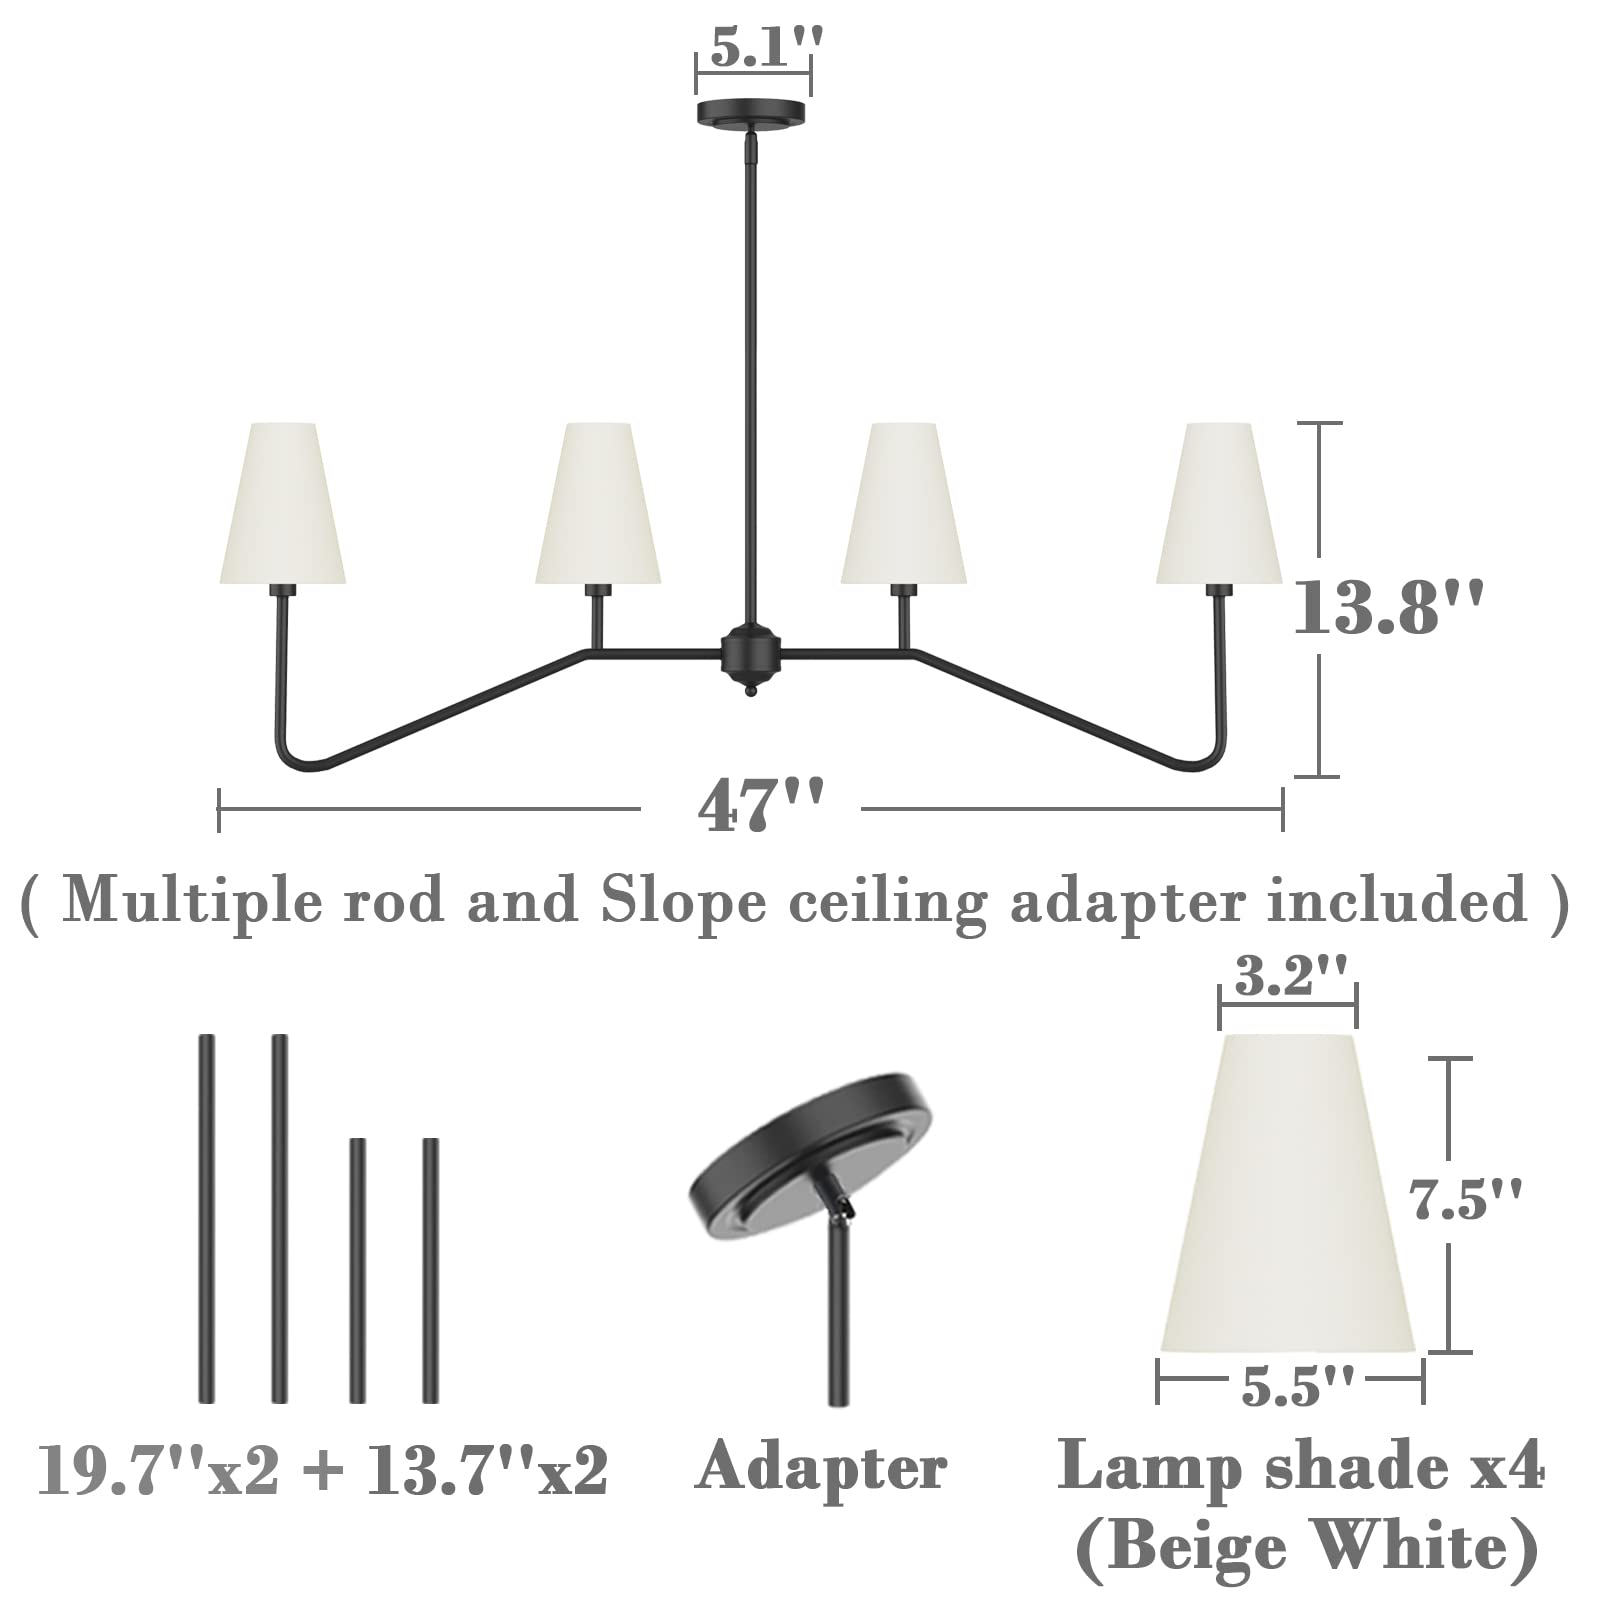 5.1''
13.8''
47''
( Multiple rod and Slope ceiling adapter included )
3.2''
7.5''
5.5''
19.7''x2 + 13.7''x2
Adapter
Lamp shade x4
(Beige White)